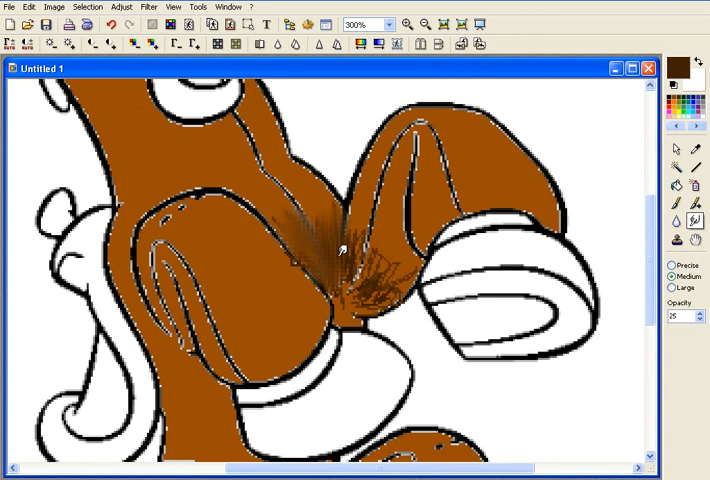 File Edit Image Selection Adjust Filter View Tools Window ?
300%
Untitled 1
Precise
Medium
Large
Opacity
25